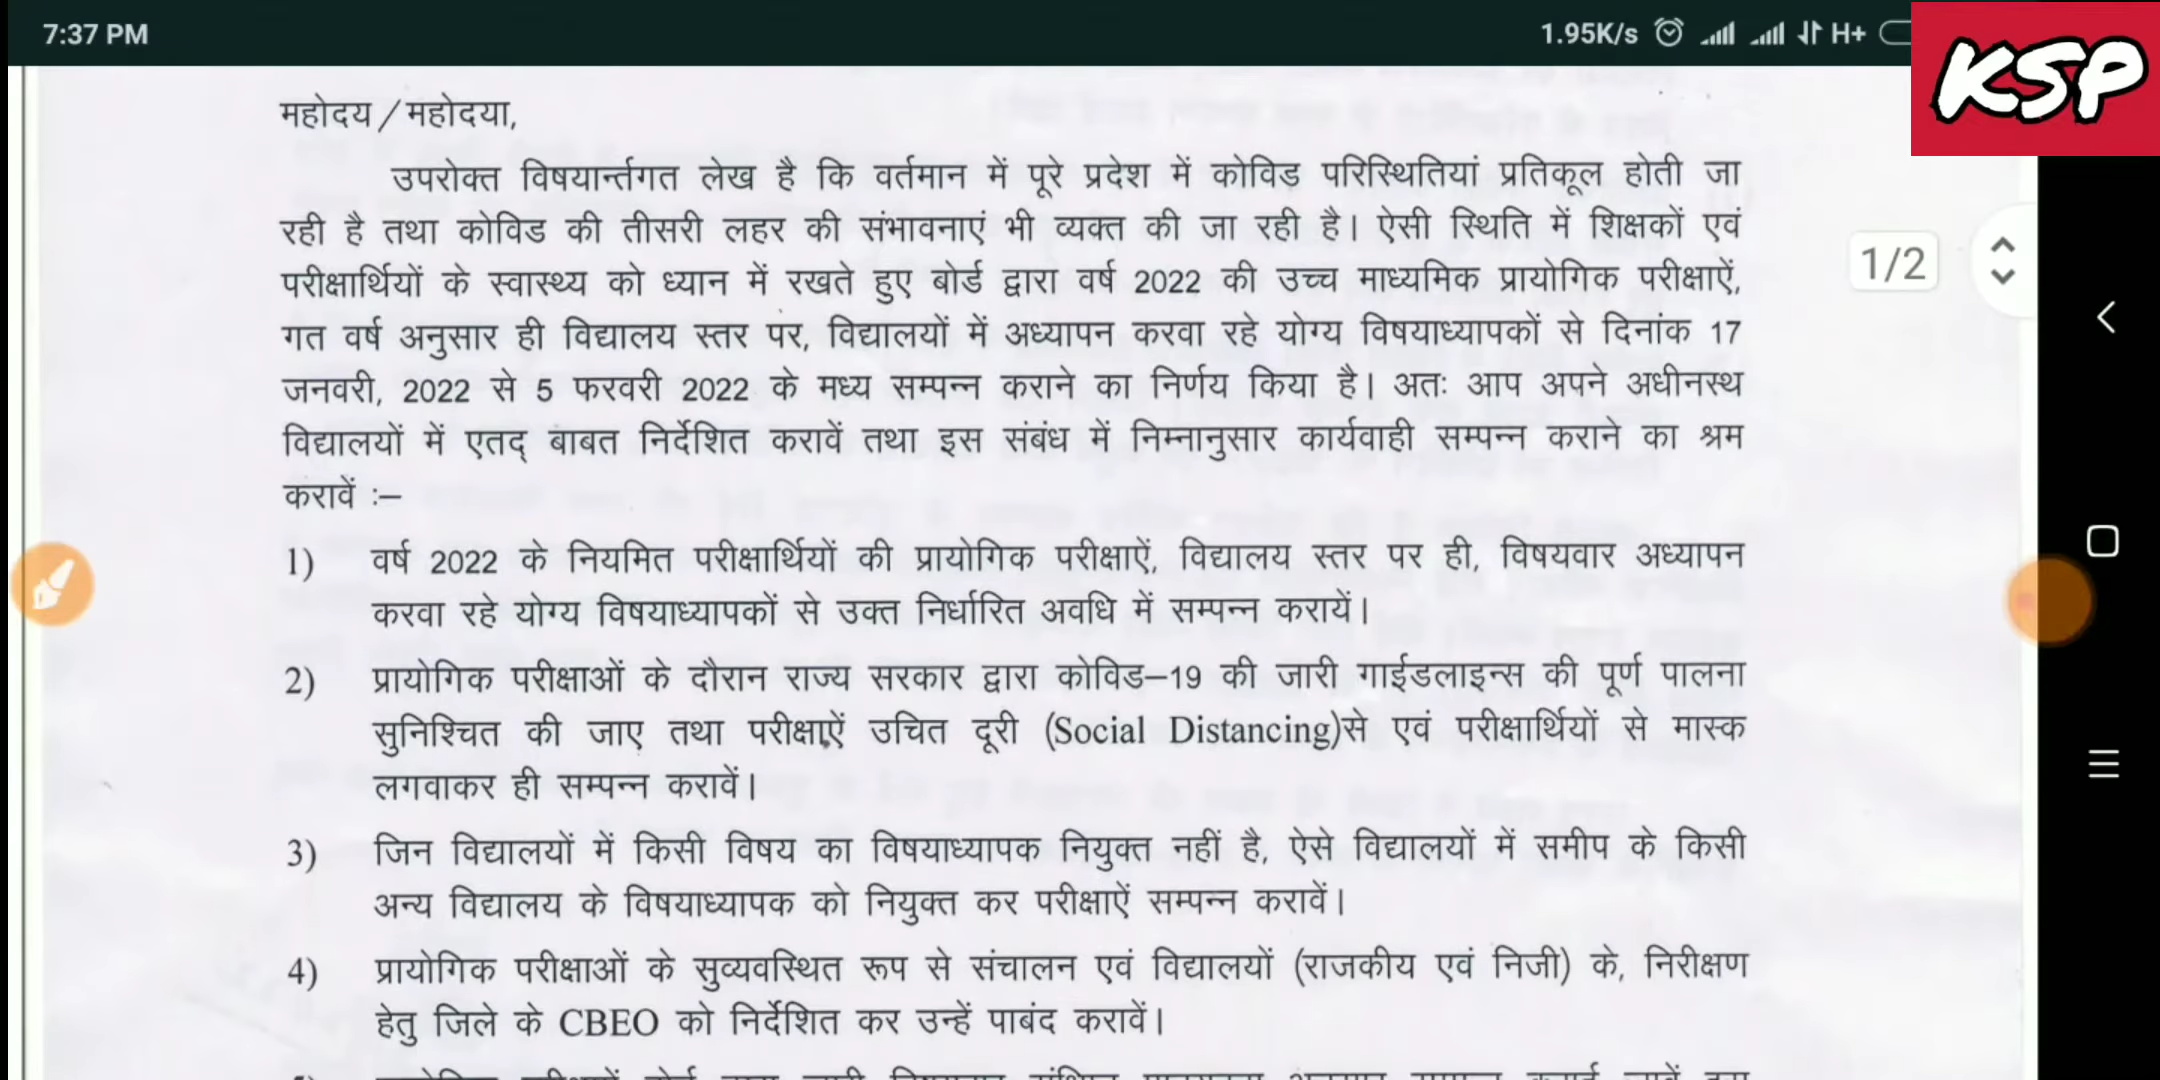 7:37 PM
1.95K/s H+
KSP
महोदय/महोदया,
उपरोक्त विषयार्न्तगत लेख है कि वर्तमान में पूरे प्रदेश में कोविड परिस्थितियां प्रतिकूल होती जा
रही है तथा कोविड की तीसरी लहर की संभावनाएं भी व्यक्त की जा रही है। ऐसी स्थिति में शिक्षकों एवं
परीक्षार्थियों के स्वास्थ्य को ध्यान में रखते हुए बोर्ड द्वारा वर्ष 2022 की उच्च माध्यमिक प्रायोगिक परीक्षाऐं,
1/2
गत वर्ष अनुसार ही विद्यालय स्तर पर, विद्यालयों में अध्यापन करवा रहे योग्य विषयाध्यापकों से दिनांक 17
जनवरी, 2022 से 5 फरवरी 2022 के मध्य सम्पन्न कराने का निर्णय किया है। अतः आप अपने अधीनस्थ
विद्यालयों में एतद् बाबत निर्देशित करावें तथा इस संबंध में निम्नानुसार कार्यवाही सम्पन्न कराने का श्रम
करावें :–
1) वर्ष 2022 के नियमित परीक्षार्थियों की प्रायोगिक परीक्षाऐं, विद्यालय स्तर पर ही, विषयवार अध्यापन
करवा रहे योग्य विषयाध्यापकों से उक्त निर्धारित अवधि में सम्पन्न करायें।
2) प्रायोगिक परीक्षाओं के दौरान राज्य सरकार द्वारा कोविड–19 की जारी गाईडलाइन्स की पूर्ण पालना
सुनिश्चित की जाए तथा परीक्षाऐं उचित दूरी (Social Distancing)से एवं परीक्षार्थियों से मास्क
लगवाकर ही सम्पन्न करावें।
3) जिन विद्यालयों में किसी विषय का विषयाध्यापक नियुक्त नहीं है, ऐसे विद्यालयों में समीप के किसी
अन्य विद्यालय के विषयाध्यापक को नियुक्त कर परीक्षाऐं सम्पन्न करावें।
4) प्रायोगिक परीक्षाओं के सुव्यवस्थित रूप से संचालन एवं विद्यालयों (राजकीय एवं निजी) के, निरीक्षण
हेतु जिले के CBEO को निर्देशित कर उन्हें पाबंद करावें।